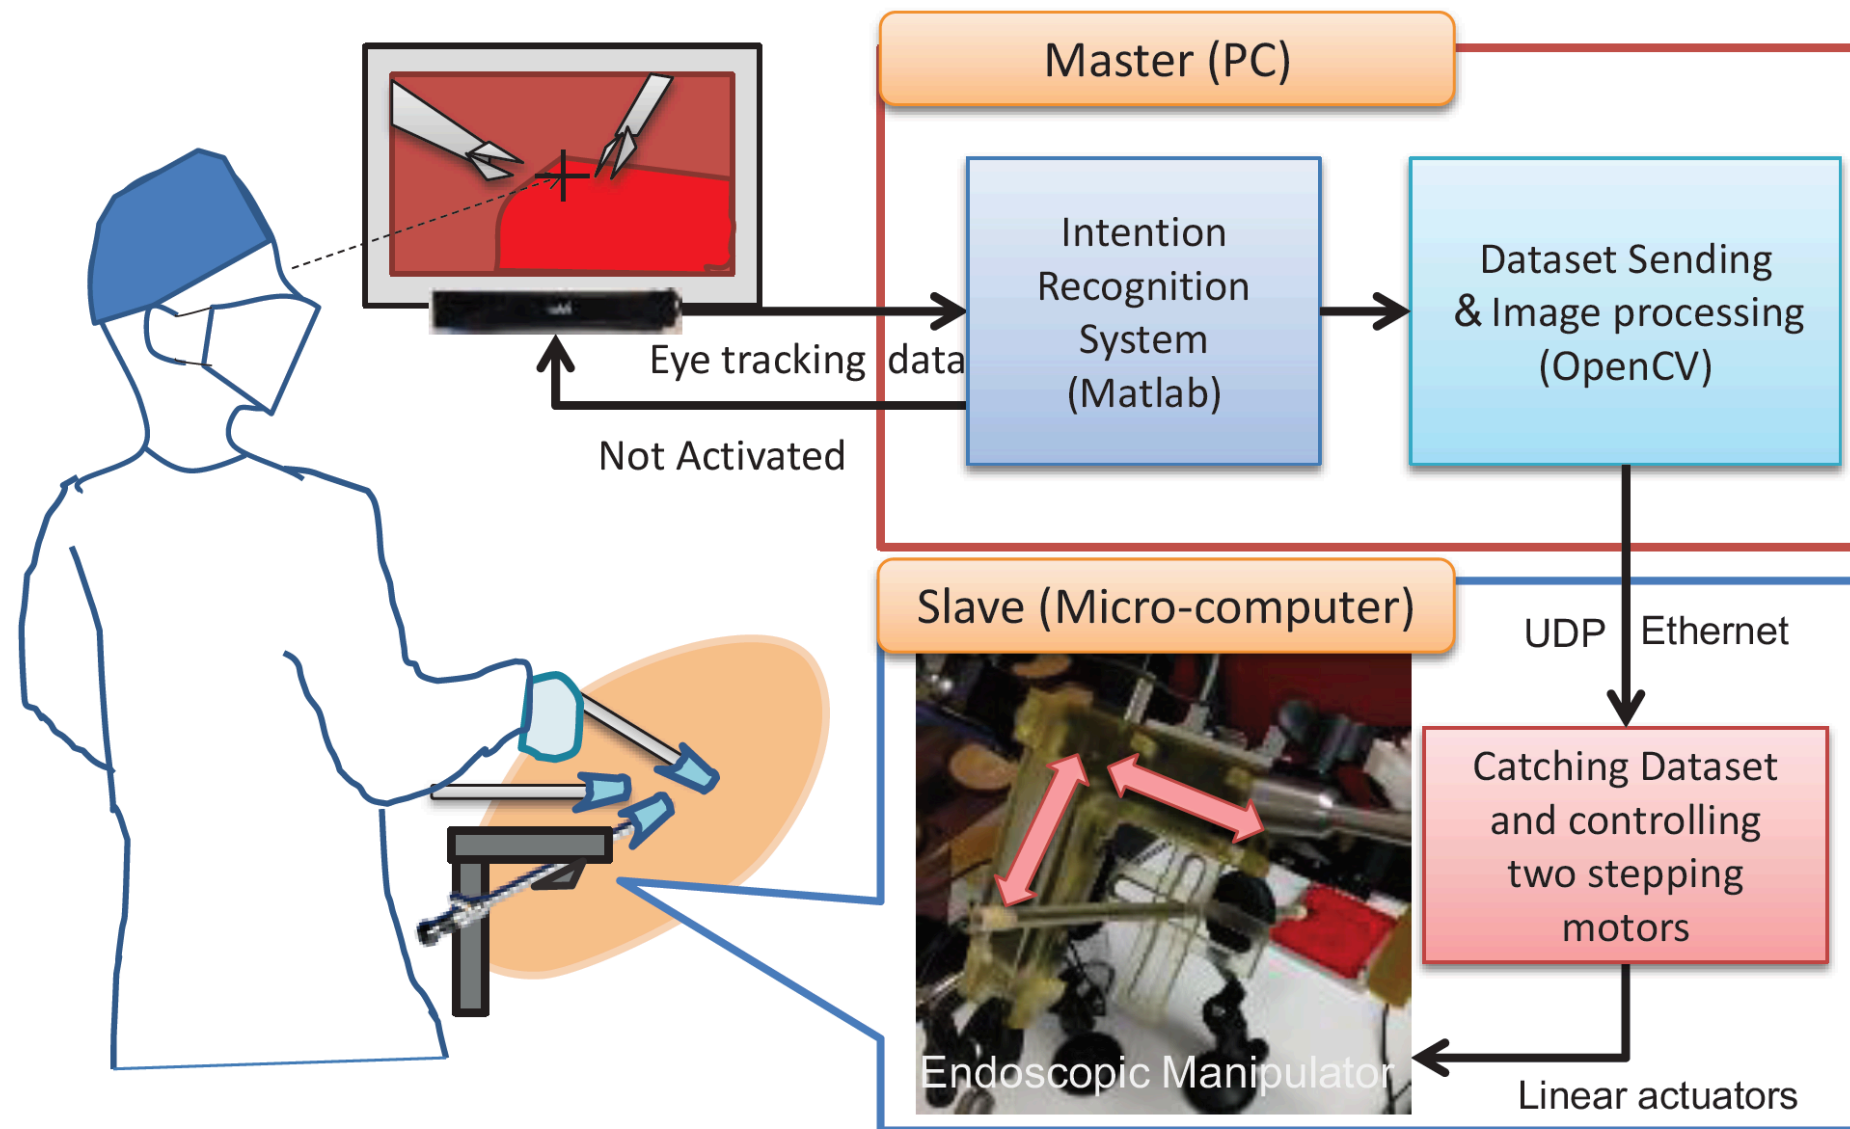 Master (PC)
Intention
Recognition
System
(Matlab)
Dataset Sending
& Image processing
(OpenCV)
Eye tracking data
Not Activated
Slave (Micro-computer)
UDP
Ethernet
Catching Dataset
and controlling
two stepping
motors
Endoscopic Manipulator
Linear actuators